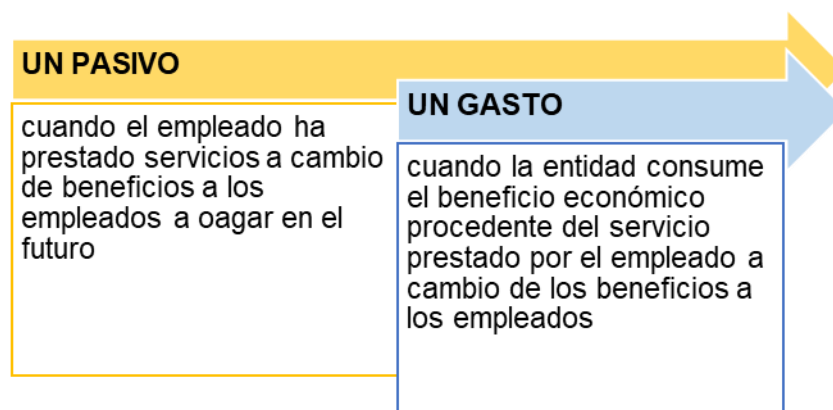 UN PASIVO
cuando el empleado ha
prestado servicios a cambio
de beneficios a los
empleados a oagar en el
futuro
UN GASTO
cuando la entidad consume
el beneficio económico
procedente del servicio
prestado por el empleado a
cambio de los beneficios a
los empleados